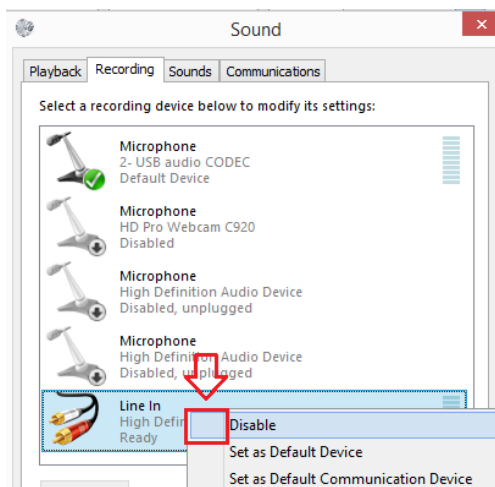 Sound
Playback Recording Sounds Communications
Select a recording device below to modify its settings:
Microphone
2- USB audio CODEC
Default Device
Microphone
HD Pro Webcam C920
Disabled
Microphone
High Definition Audio Device
Disabled, unplugged
Microphone
High Definition Audio Device
Disabled, unplugged
Line In
High Defin
Ready
Disable
Set as Default Device
Set as Default Communication Device